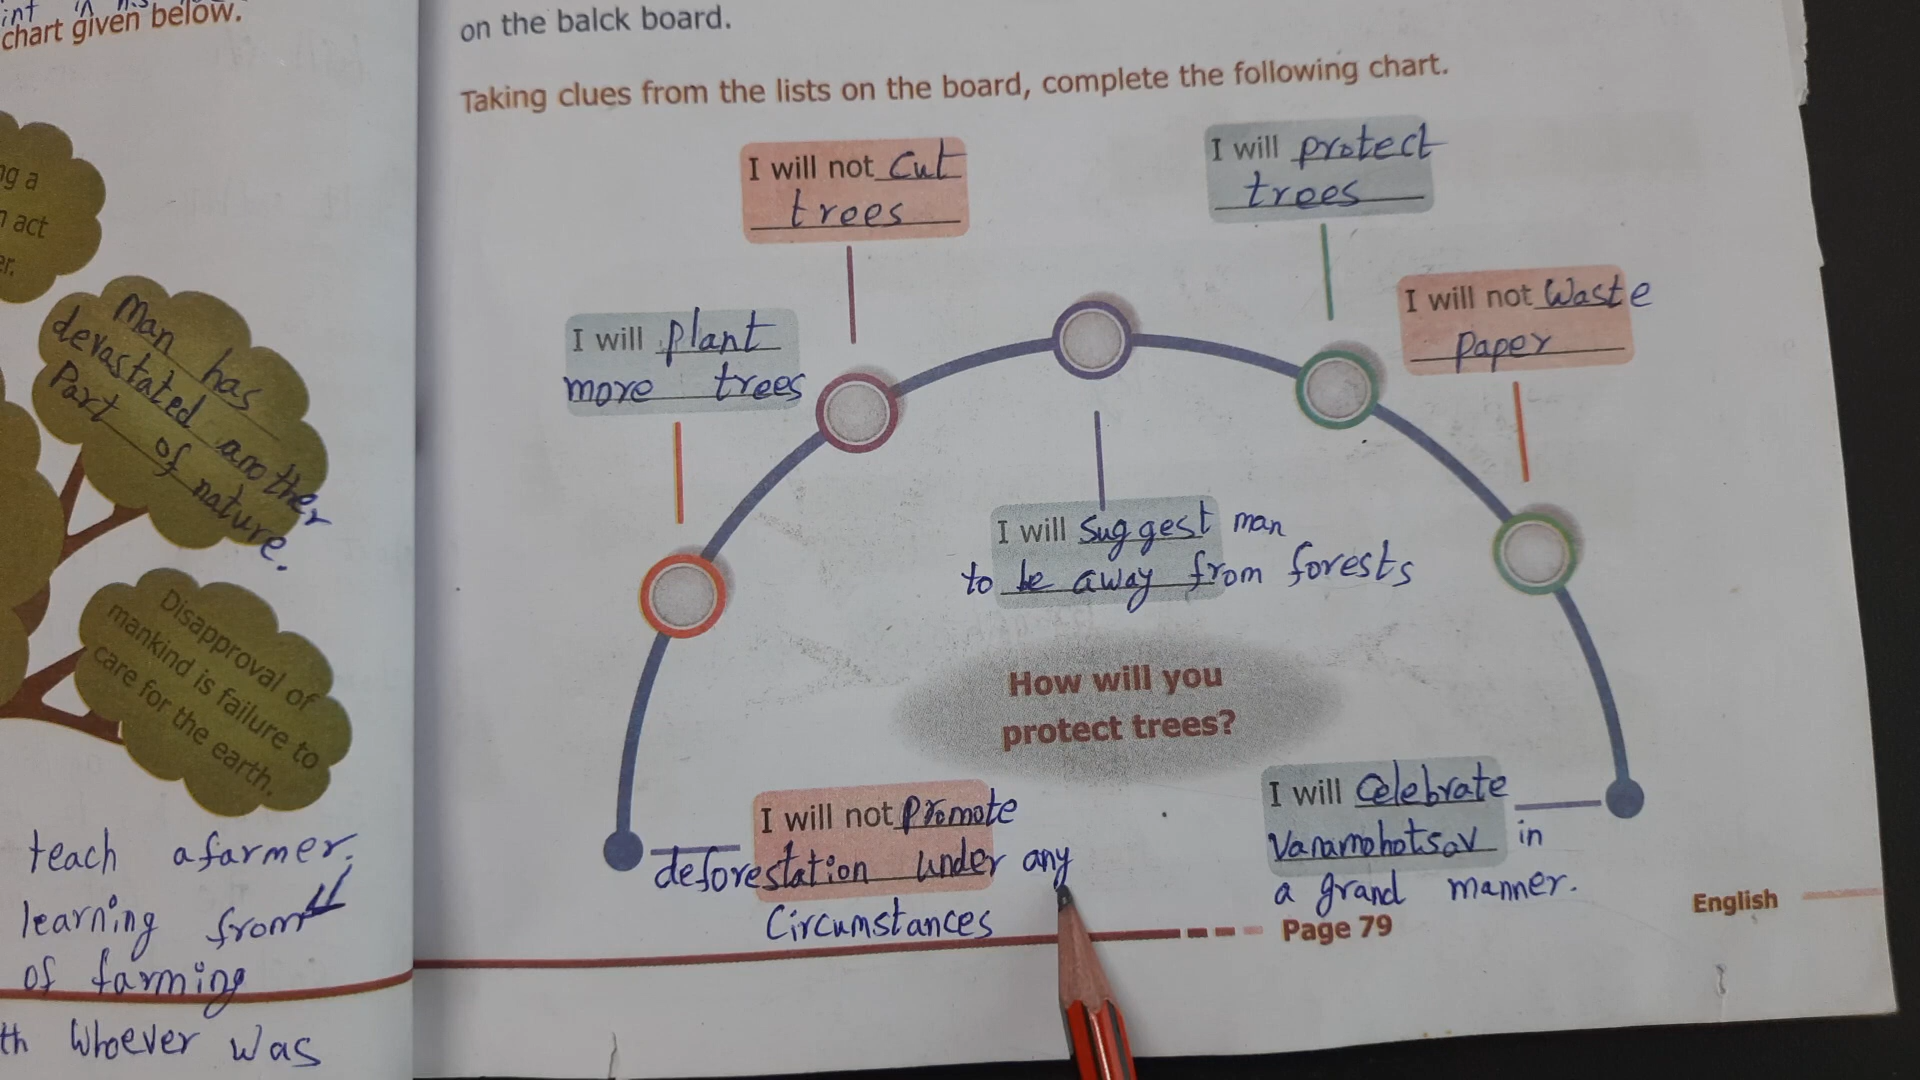 chart given below.
ng a
n act
er.
Man has
devastated another
Part of
nature.
Disapproval of
mankind is failure to
care for the earth.
teach a farmer.
learning from
of farming
th Whoever was
on the balck board.
Taking clues from the lists on the board, complete the following chart.
I will not cut
trees
I will protect
trees
I will plant
more trees
I will not Waste
paper
I will suggest man
to be away from forests
How will you
protect trees?
I will not promote
deforestation under any
Circumstances
I will Celebrate
Vanamohotsav in
a grand manner.
English
Page 79